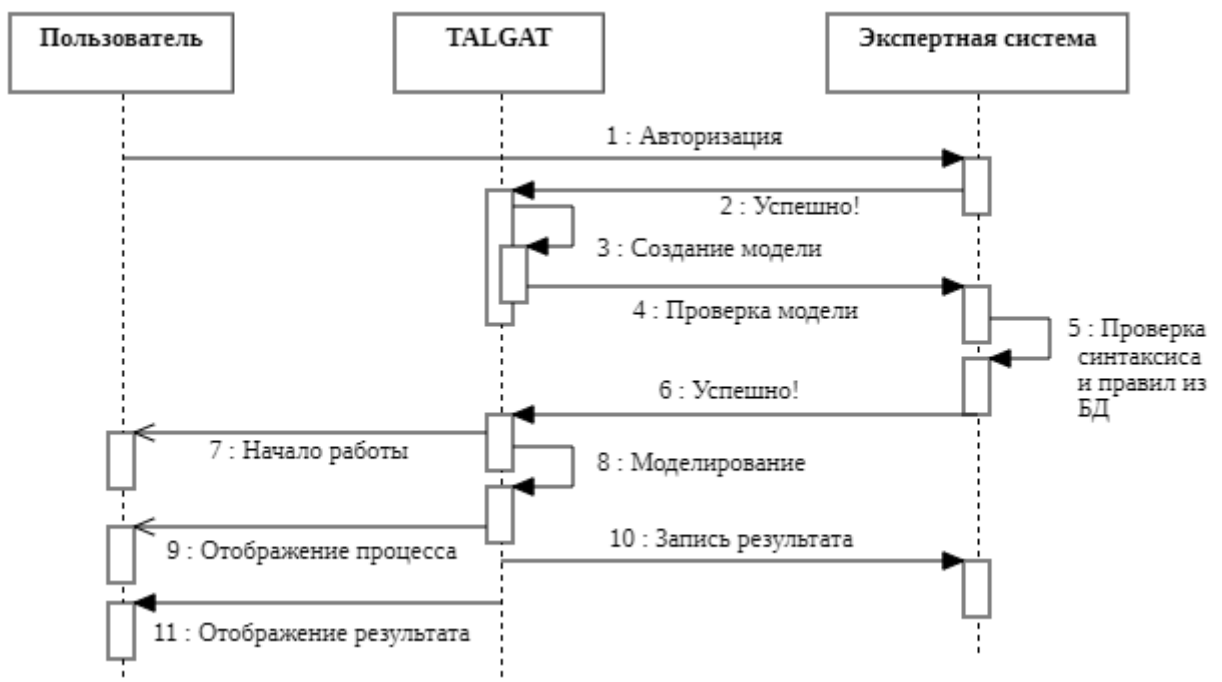 Пользователь
TALGAT
Экспертная система
1 : Авторизация
2 : Успешно!
3 : Создание модели
4 : Проверка модели
5 : Проверка
синтаксиса
и правил из
БД
6 : Успешно!
7 : Начало работы
8 : Моделирование
9 : Отображение процесса
10 : Запись результата
11 : Отображение результата